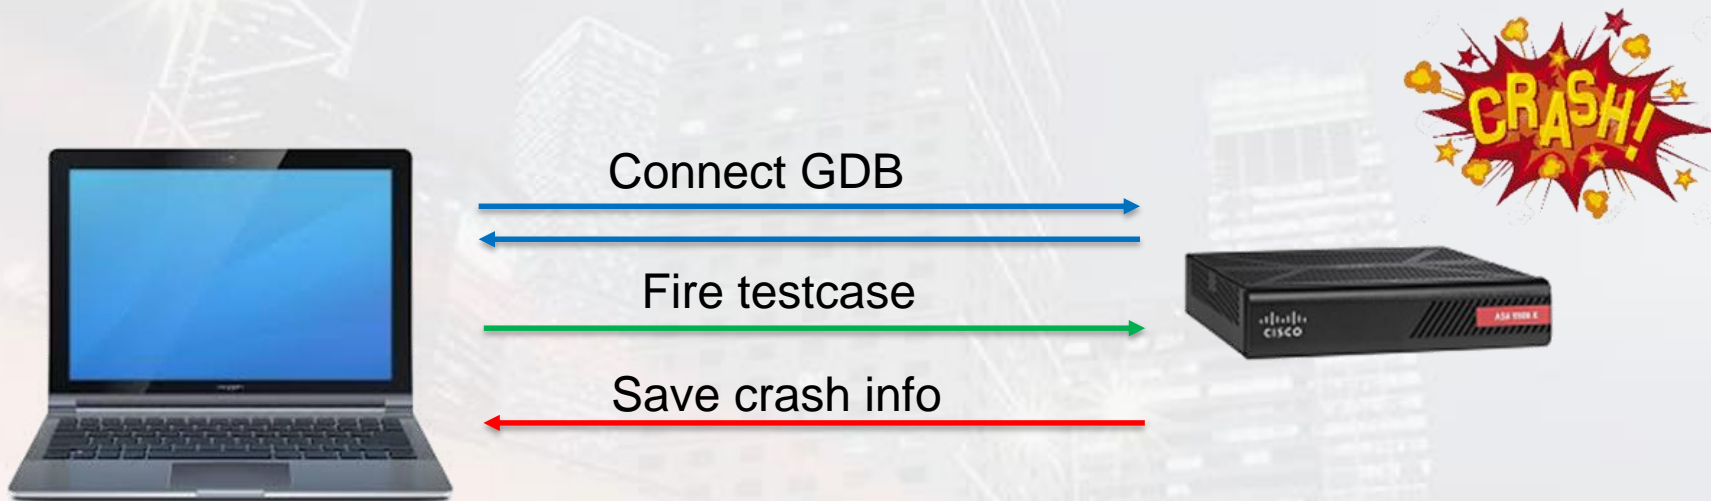 CRASH!
Connect GDB
Fire testcase
Save crash info
CISCO